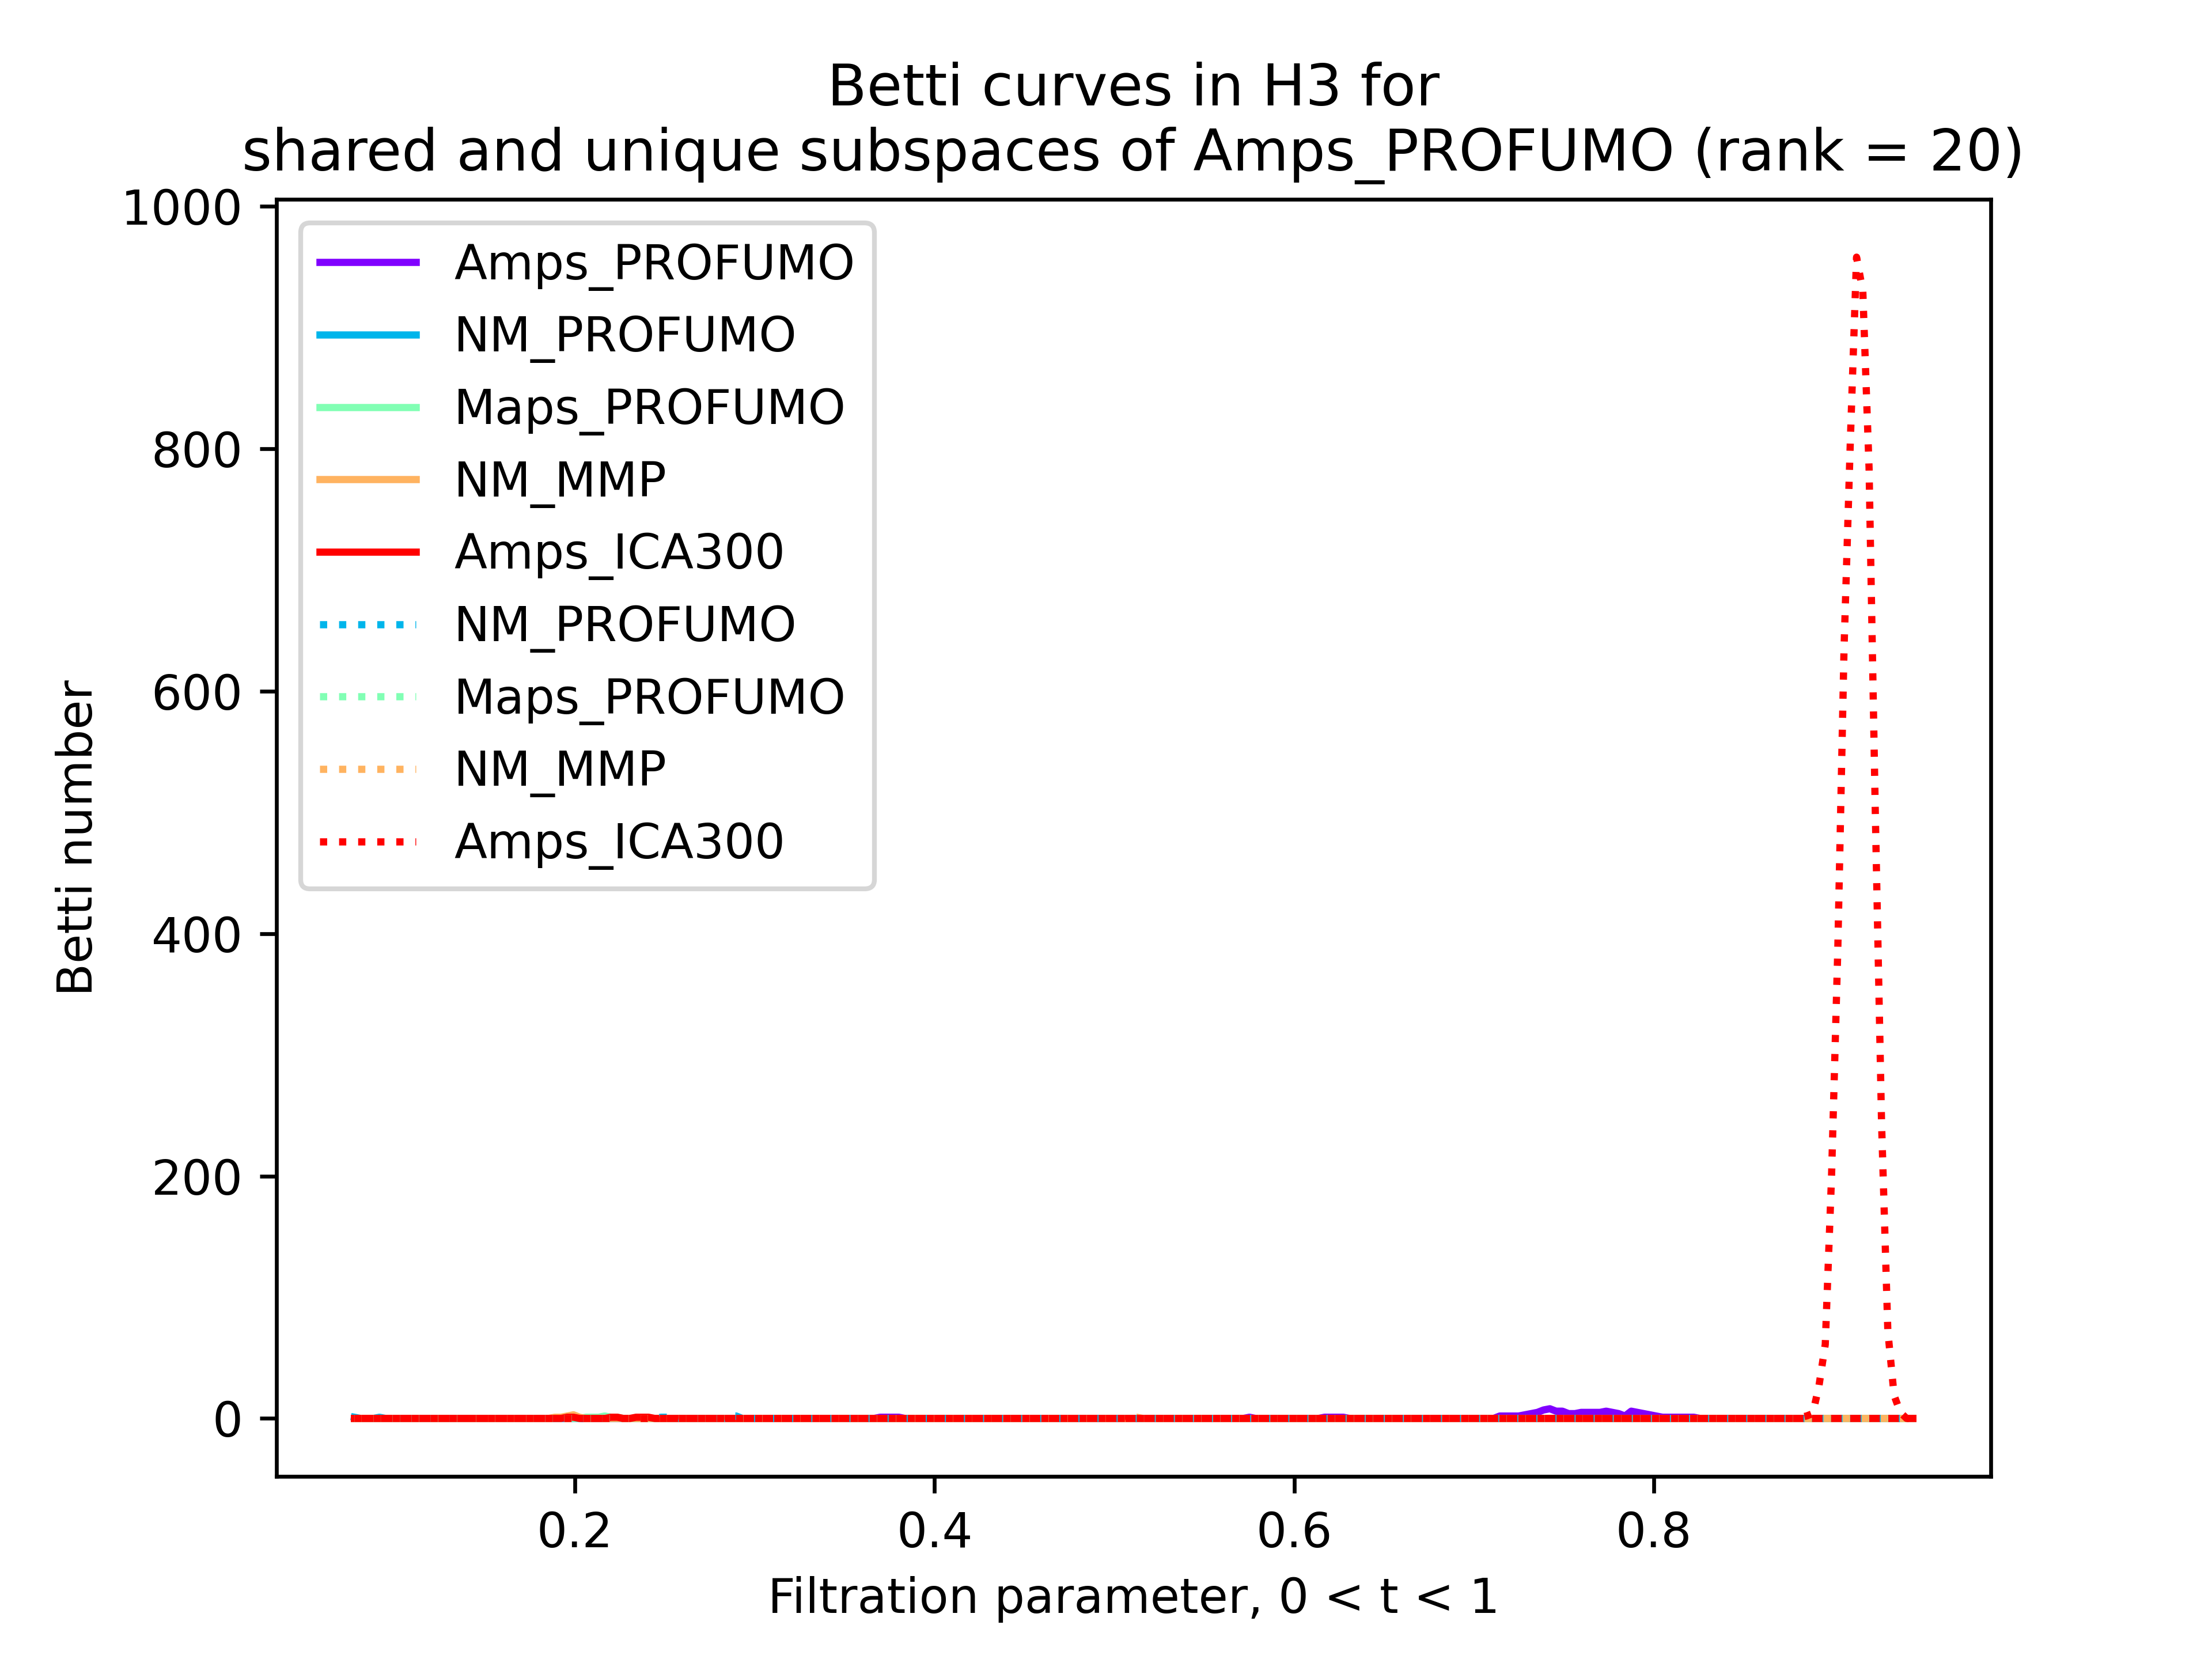 Betti curves in H3 for
shared and unique subspaces of Amps_PROFUMO (rank = 20)
1000
800
600
400
200
0
Betti number
Amps_PROFUMO
NM_PROFUMO
Maps_PROFUMO
NM_MMP
Amps_ICA300
NM_PROFUMO
Maps_PROFUMO
NM_MMP
Amps_ICA300
0.2 0.4 0.6 0.8
Filtration parameter, 0 < t < 1